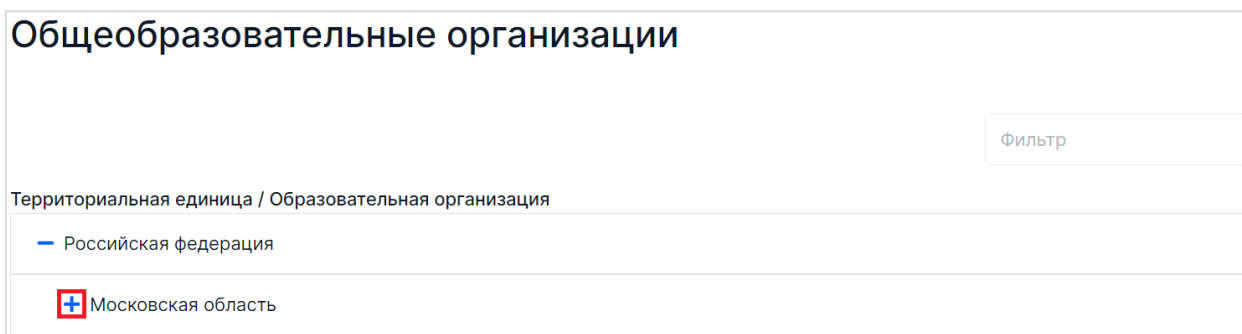 Общеобразовательные организации
Фильтр
Территориальная единица / Образовательная организация
Российская федерация
Московская область